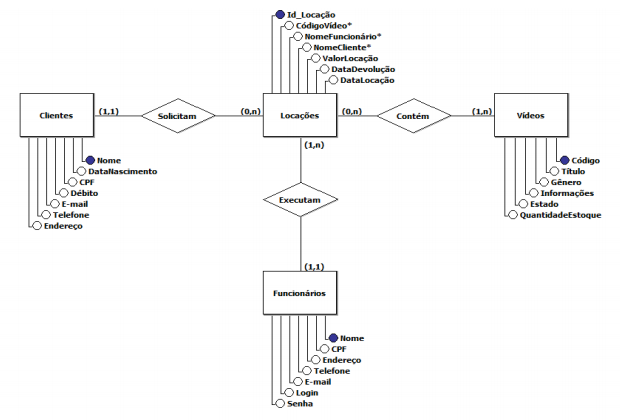 Id_Locação
CódigoVídeo*
NomeFuncionário*
NomeCliente*
ValorLocação
DataDevolução
DataLocação
Clientes
(1,1)
Solicitam
(0,n)
Locações
(0,n)
Contém
(1,n)
Vídeos
(1,n)
Nome
DataNascimento
CPF
Débito
E-mail
Telefone
Endereço
Código
Título
Gênero
Informações
Estado
QuantidadeEstoque
Executam
(1,1)
Funcionários
Nome
CPF
Endereço
Telefone
E-mail
Login
Senha